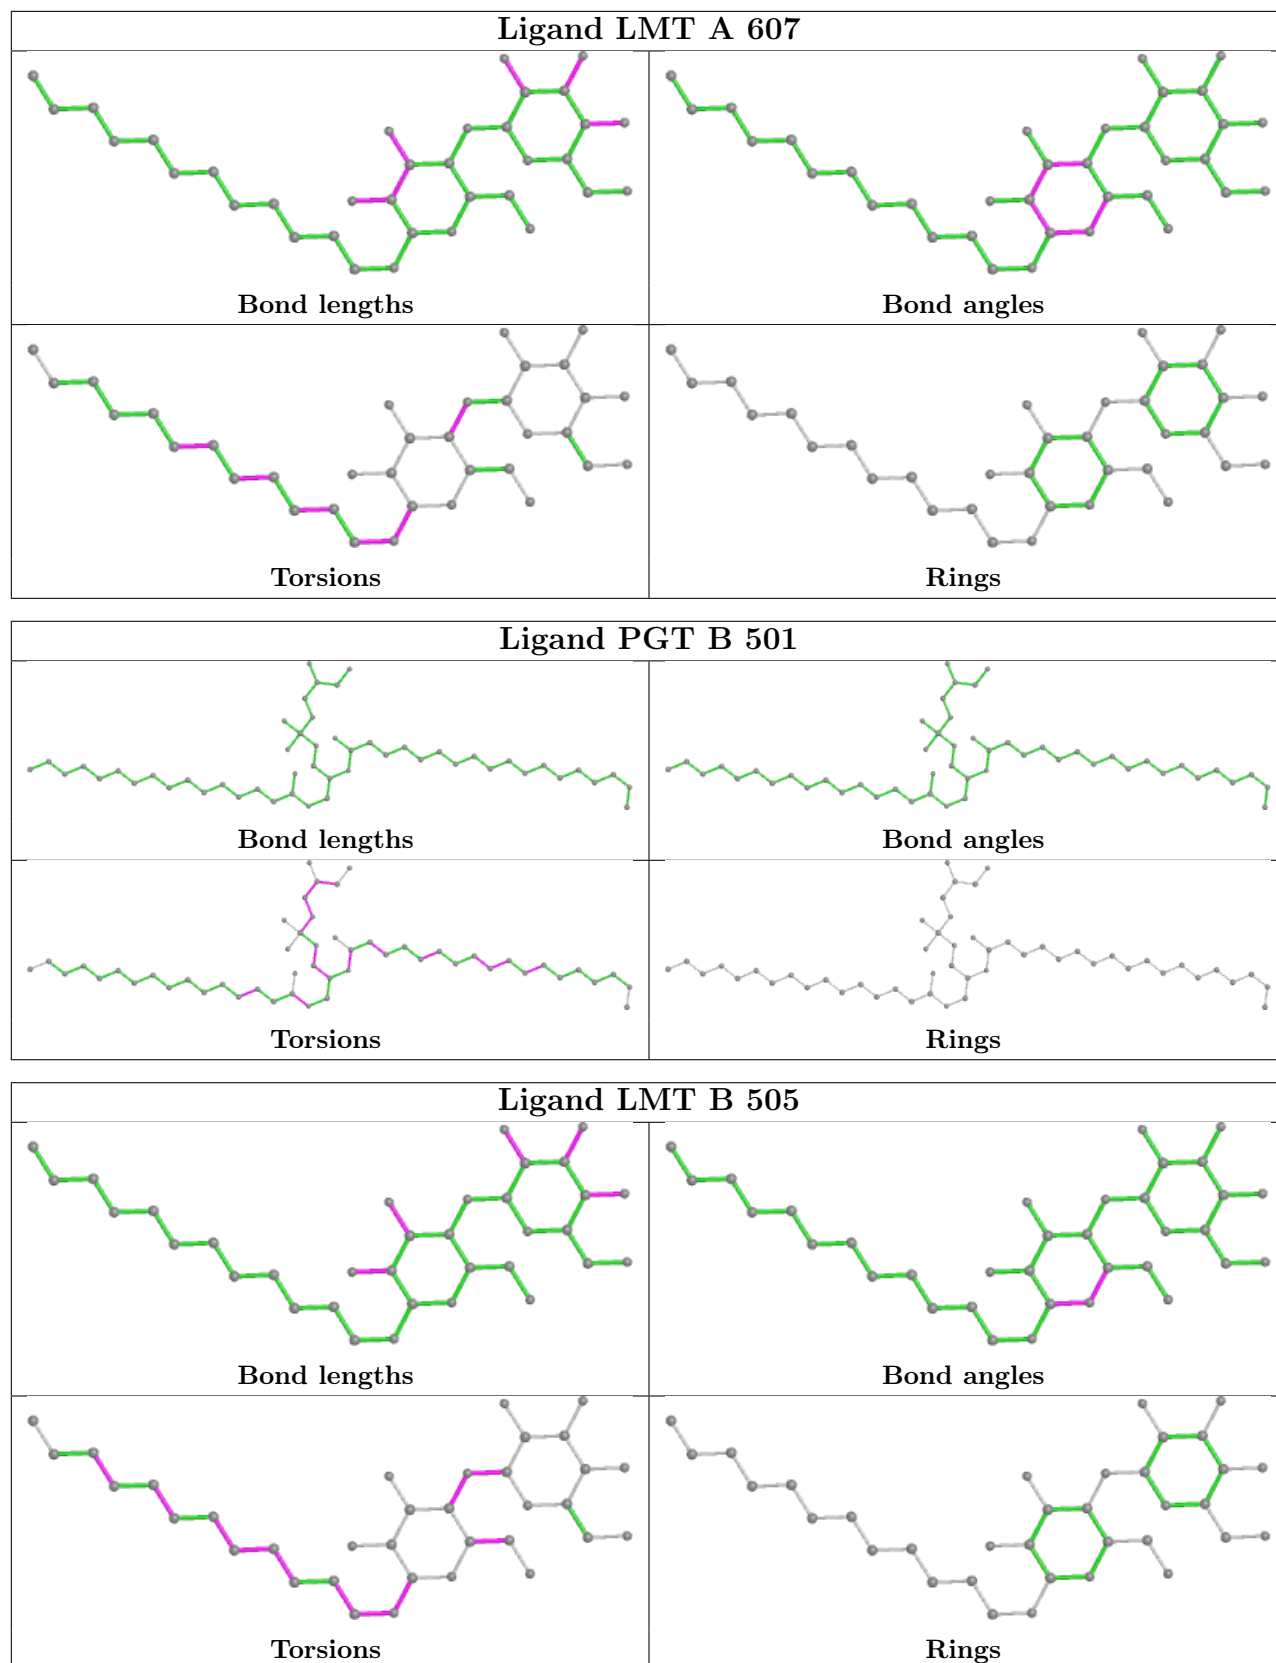 Ligand LMT A 607
Bond lengths
Bond angles
Torsions
Rings
Ligand PGT B 501
Bond lengths
Bond angles
Torsions
Rings
Ligand LMT B 505
Bond lengths
Bond angles
Torsions
Rings